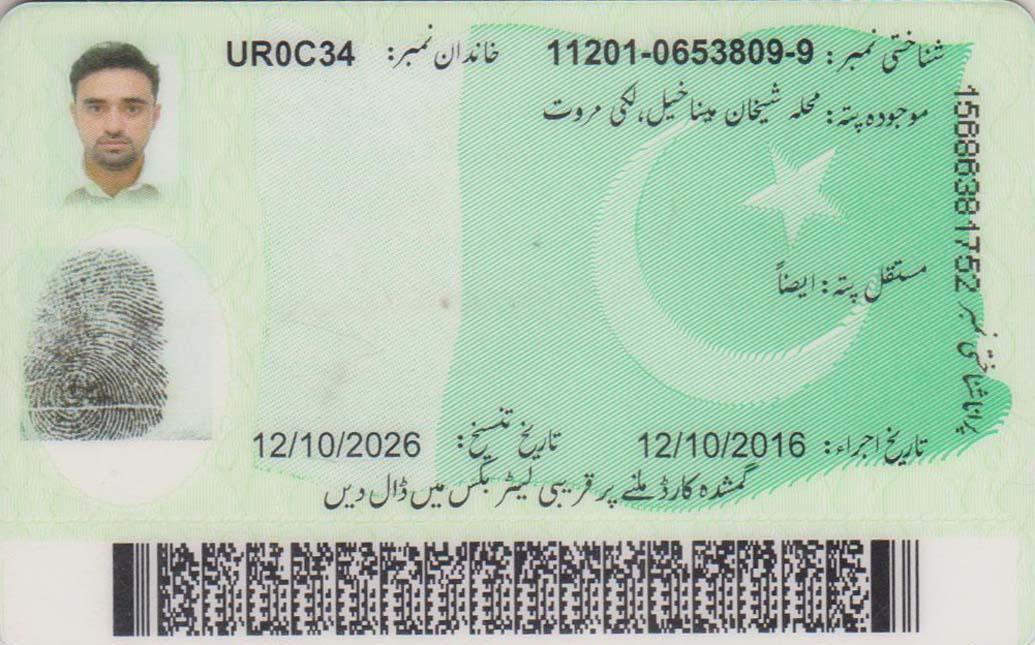 شناختی نمبر: 11201-0653809-9 خاندان نمبر: UR0C34
موجودہ پتہ: محلہ شیخان میناخیل، لکی مروت
مستقل پتہ: ایضاً
تاریخ اجراء: 12/10/2016 تاریخ تنسیخ: 12/10/2026
گمشدہ کارڈ ملنے پر قریبی لیٹر بکس میں ڈال دیں
پرانا شناختی نمبر 15686381752